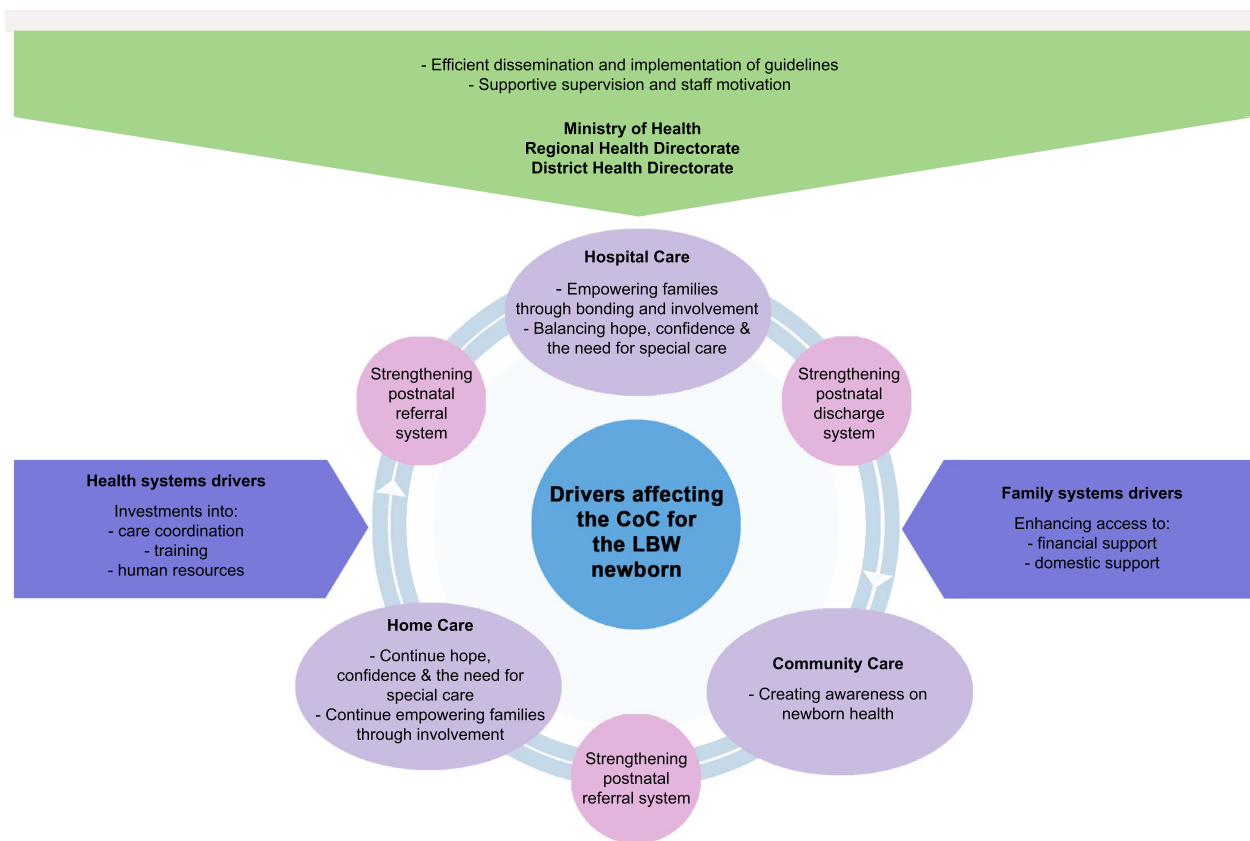 - Efficient dissemination and implementation of guidelines
- Supportive supervision and staff motivation
Ministry of Health
Regional Health Directorate
District Health Directorate
Hospital Care
- Empowering families
through bonding and involvement
- Balancing hope, confidence &
the need for special care
Strengthening
postnatal
referral
system
Strengthening
postnatal
discharge
system
Health systems drivers
Investments into:
- care coordination
- training
- human resources
Drivers affecting
the CoC for
the LBW
newborn
Family systems drivers
Enhancing access to:
- financial support
- domestic support
Home Care
- Continue hope,
confidence & the need for
special care
- Continue empowering families
through involvement
Community Care
- Creating awareness on
newborn health
Strengthening
postnatal
referral system